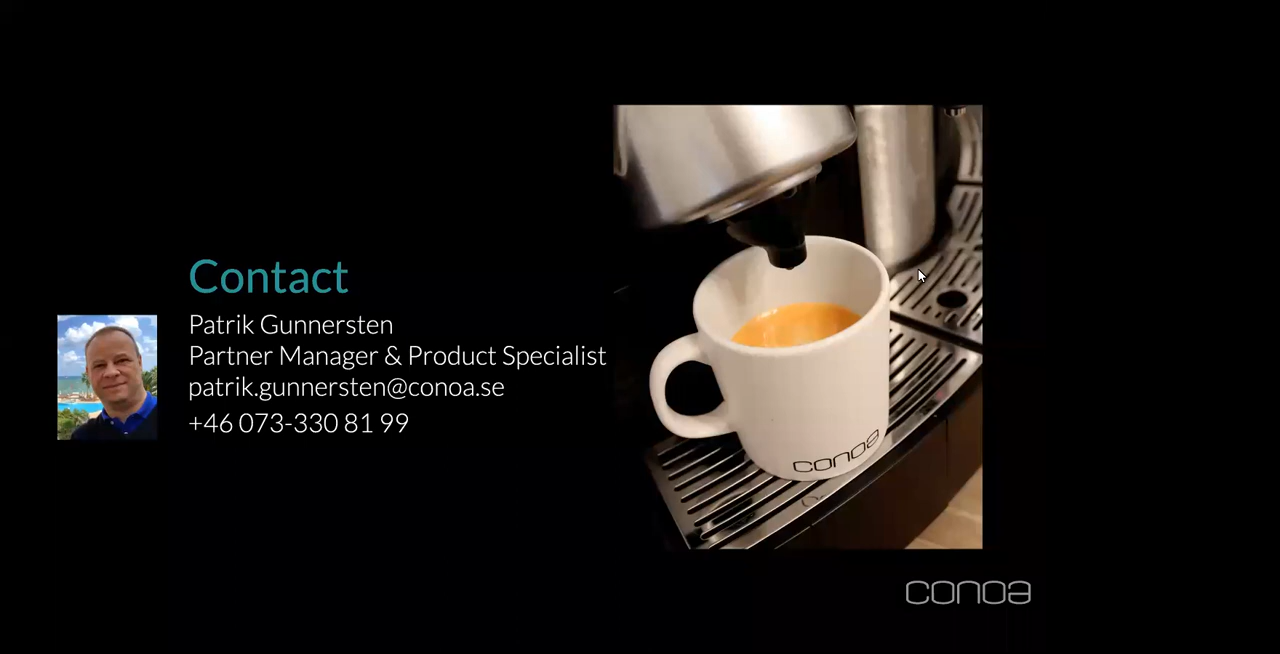 Contact
Patrik Gunnersten
Partner Manager & Product Specialist
patrik.gunnersten@conoa.se
+46 073-330 81 99
conoa
conoa